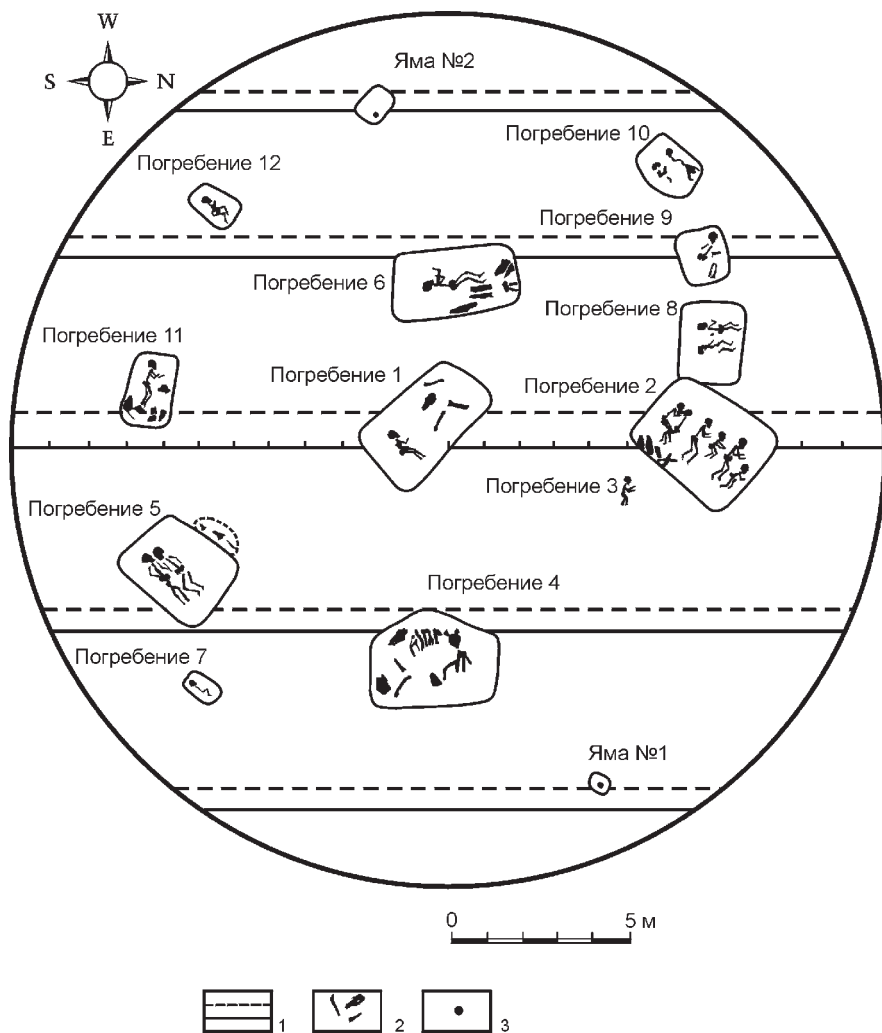 W
S N
E
Яма №2
Погребение 10
Погребение 12
Погребение 9
Погребение 6
Погребение 8
Погребение 11
Погребение 1
Погребение 2
Погребение 3
Погребение 5
Погребение 4
Погребение 7
Яма №1
0 5 м
1 2 3